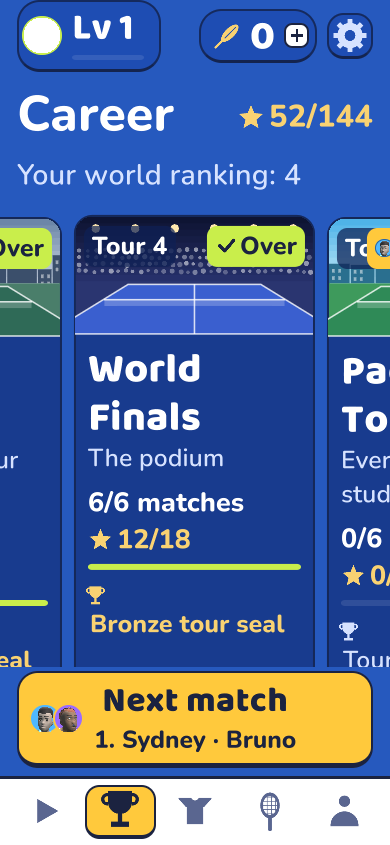 Lv 1
0
Career
52/144
Your world ranking: 4
Over
Tour 4
Over
World
Finals
The podium
6/6 matches
12/18
Bronze tour seal
0/6
Tour
Next match
1. Sydney · Bruno